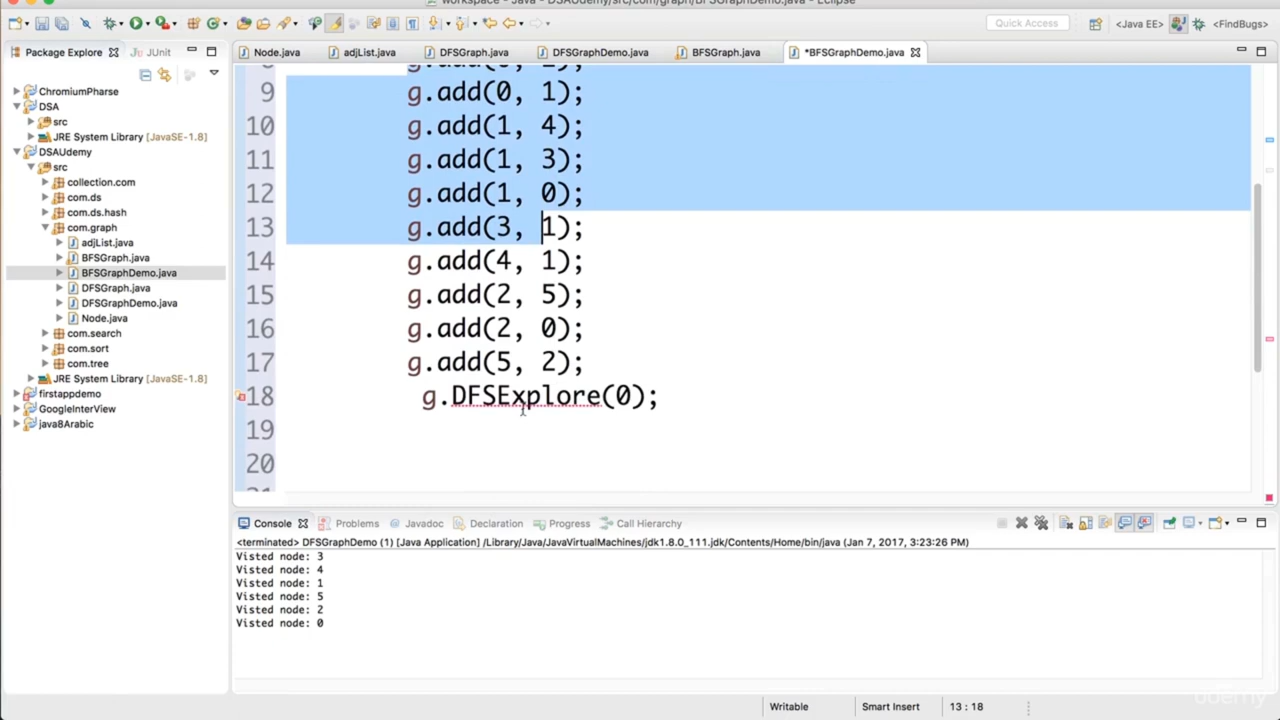 workspace - Java - DSAUdemy/src/com/graph/BFSGraphDemo.java - Eclipse
Quick Access
<Java EE>
<FindBugs>
Package Explore
JUnit
Node.java
adjList.java
DFSGraph.java
DFSGraphDemo.java
BFSGraph.java
*BFSGraphDemo.java
ChromiumPharse
DSA
src
JRE System Library [JavaSE-1.8]
DSAUdemy
src
collection.com
com.ds
com.ds.hash
com.graph
adjList.java
BFSGraph.java
BFSGraphDemo.java
DFSGraph.java
DFSGraphDemo.java
Node.java
com.search
com.sort
com.tree
JRE System Library [JavaSE-1.8]
firstappdemo
GoogleInterView
java8Arabic
9 g.add(0, 1);
10 g.add(1, 4);
11 g.add(1, 3);
12 g.add(1, 0);
13 g.add(3, 1);
14 g.add(4, 1);
15 g.add(2, 5);
16 g.add(2, 0);
17 g.add(5, 2);
18 g.DFSExplore(0);
19
20
Console
Problems
Javadoc
Declaration
Progress
Call Hierarchy
<terminated> DFSGraphDemo (1) [Java Application] /Library/Java/JavaVirtualMachines/jdk1.8.0_111.jdk/Contents/Home/bin/java (Jan 7, 2017, 3:23:26 PM)
Visted node: 3
Visted node: 4
Visted node: 1
Visted node: 5
Visted node: 2
Visted node: 0
Writable
Smart Insert
13 : 18
udemy